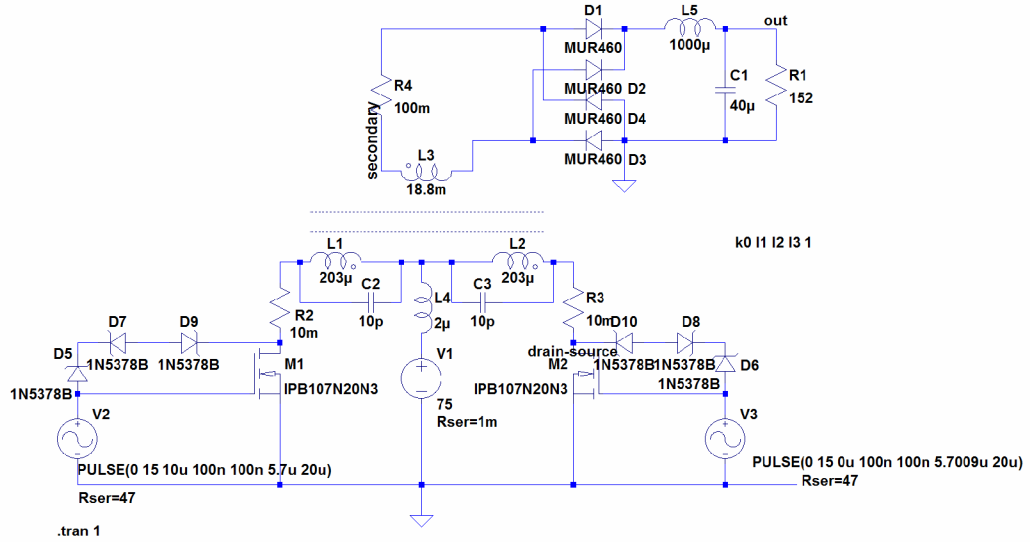 D1
L5
out
MUR460
1000µ
R4
100m
secondary
MUR460 D2
C1
40µ
R1
152
MUR460 D4
MUR460 D3
L3
18.8m
k0 l1 l2 l3 1
L1
203µ
L2
203µ
C2
10p
C3
10p
L4
2µ
R2
10m
R3
10m
D7
1N5378B
D9
1N5378B
D5
1N5378B
M1
IPB107N20N3
V1
75
Rser=1m
drain-source
M2
IPB107N20N3
D10
1N5378B
D8
1N5378B
D6
1N5378B
V2
PULSE(0 15 10u 100n 100n 5.7u 20u)
Rser=47
V3
PULSE(0 15 0u 100n 100n 5.7009u 20u)
Rser=47
.tran 1